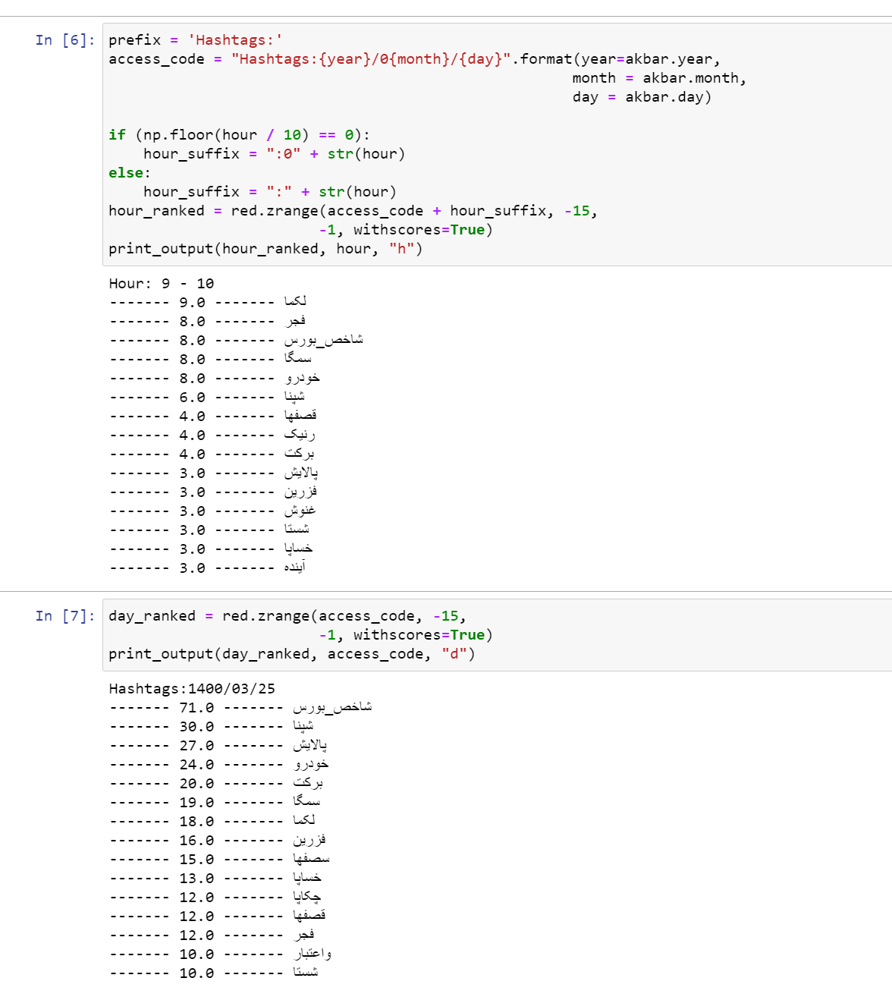 In [6]: prefix = 'Hashtags:'
access_code = "Hashtags:{year}/0{month}/{day}".format(year=akbar.year,
month = akbar.month,
day = akbar.day)
if (np.floor(hour / 10) == 0):
hour_suffix = ":0" + str(hour)
else:
hour_suffix = ":" + str(hour)
hour_ranked = red.zrange(access_code + hour_suffix, -15,
-1, withscores=True)
print_output(hour_ranked, hour, "h")
Hour: 9 - 10
------- 9.0 ------- لکما
------- 8.0 ------- فجر
------- 8.0 ------- شاخص_بورس
------- 8.0 ------- سمگا
------- 8.0 ------- خودرو
------- 6.0 ------- شپنا
------- 4.0 ------- قصفها
------- 4.0 ------- رنیک
------- 4.0 ------- برکت
------- 3.0 ------- پالایش
------- 3.0 ------- فزرین
------- 3.0 ------- غنوش
------- 3.0 ------- شستا
------- 3.0 ------- خساپا
------- 3.0 ------- آینده
In [7]: day_ranked = red.zrange(access_code, -15,
-1, withscores=True)
print_output(day_ranked, access_code, "d")
Hashtags:1400/03/25
------- 71.0 ------- شاخص_بورس
------- 30.0 ------- شپنا
------- 27.0 ------- پالایش
------- 24.0 ------- خودرو
------- 20.0 ------- برکت
------- 19.0 ------- سمگا
------- 18.0 ------- لکما
------- 16.0 ------- فزرین
------- 15.0 ------- سصفها
------- 13.0 ------- خساپا
------- 12.0 ------- چکاپا
------- 12.0 ------- قصفها
------- 12.0 ------- فجر
------- 10.0 ------- واعتبار
------- 10.0 ------- شستا